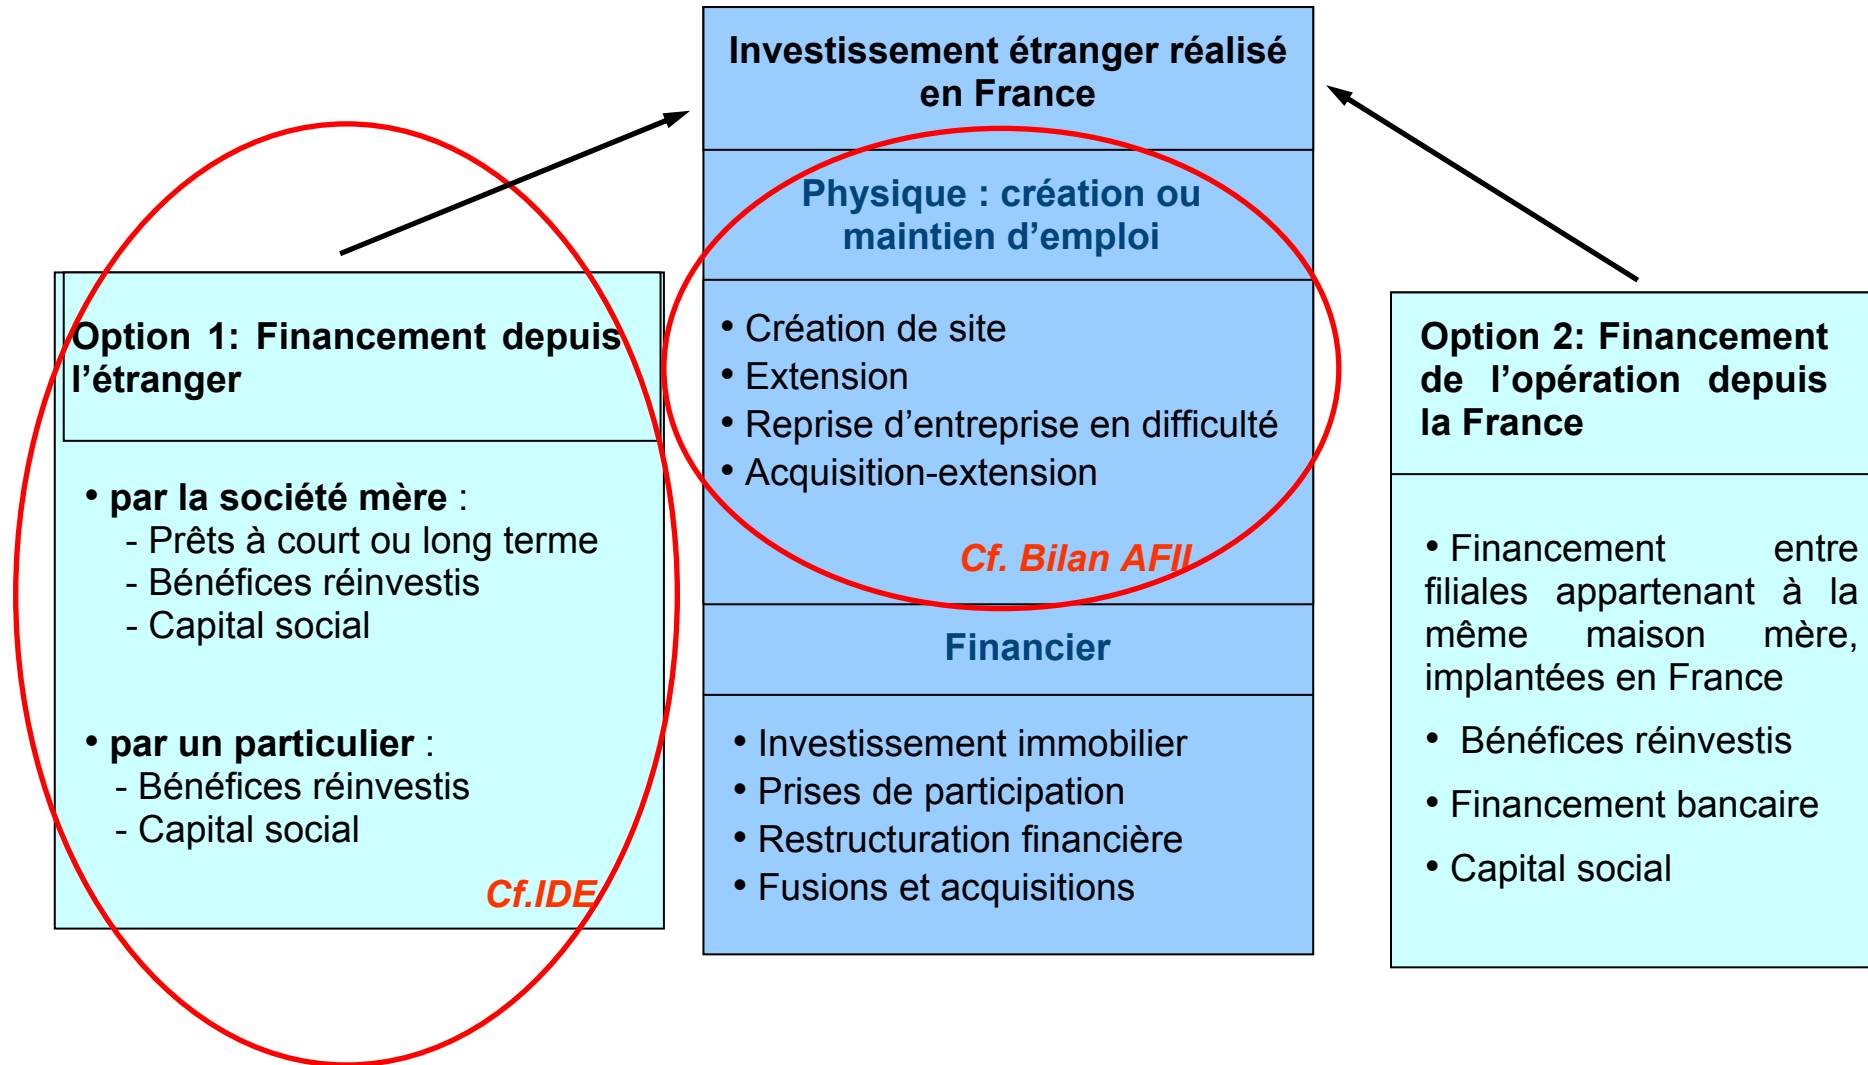 Investissement étranger réalisé
en France
Physique : création ou
maintien d’emploi
• Création de site
• Extension
• Reprise d’entreprise en difficulté
• Acquisition-extension
Cf. Bilan AFII
Financier
• Investissement immobilier
• Prises de participation
• Restructuration financière
• Fusions et acquisitions
Option 1: Financement depuis
l’étranger
• par la société mère :
- Prêts à court ou long terme
- Bénéfices réinvestis
- Capital social
• par un particulier :
- Bénéfices réinvestis
- Capital social
Cf.IDE
Option 2: Financement
de l’opération depuis
la France
• Financement entre
filiales appartenant à la
même maison mère,
implantées en France
• Bénéfices réinvestis
• Financement bancaire
• Capital social